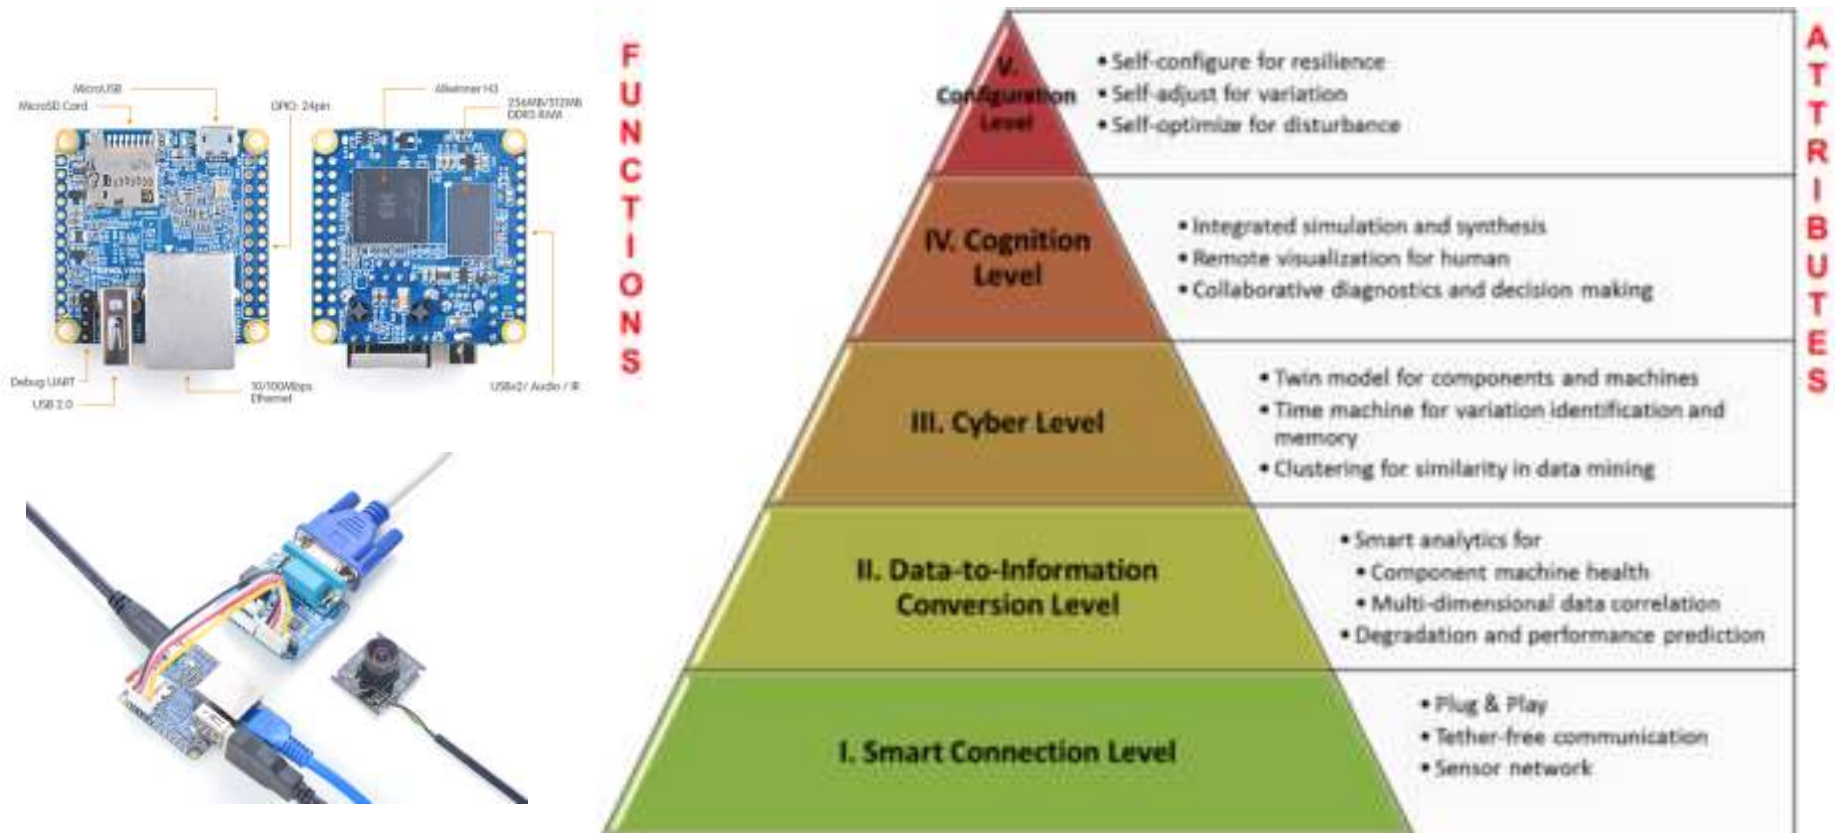 MicroUSB
MicroSD Card
GPIO: 24pin
Allwinner H3
256MB/512MB
DDR3 RAM
Debug UART
USB 2.0
10/100Mbps
Ethernet
USBx2/ Audio / IR
FUNCTIONS
V.
Configuration
Level
• Self-configure for resilience
• Self-adjust for variation
• Self-optimize for disturbance
IV. Cognition
Level
• Integrated simulation and synthesis
• Remote visualization for human
• Collaborative diagnostics and decision making
III. Cyber Level
• Twin model for components and machines
• Time machine for variation identification and
memory
• Clustering for similarity in data mining
II. Data-to-Information
Conversion Level
• Smart analytics for
• Component machine health
• Multi-dimensional data correlation
• Degradation and performance prediction
I. Smart Connection Level
• Plug & Play
• Tether-free communication
• Sensor network
ATTRIBUTES